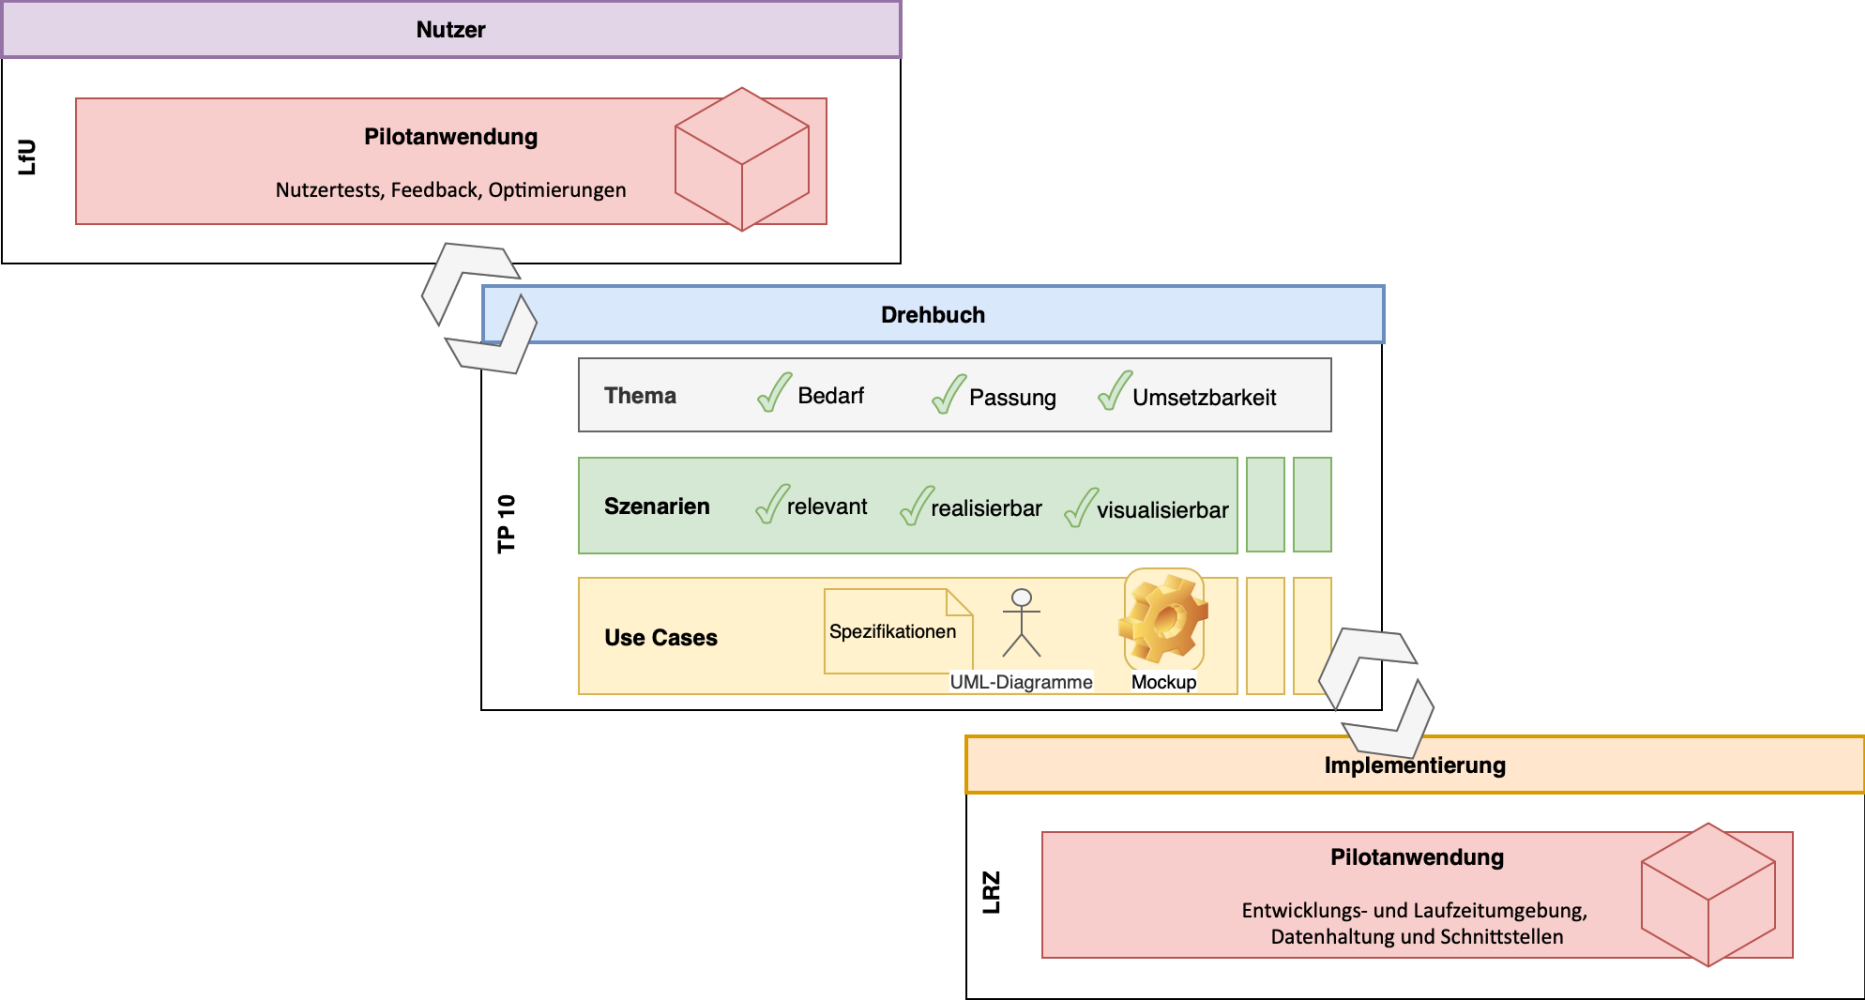 Nutzer
LfU
Pilotanwendung
Nutzertests, Feedback, Optimierungen
Drehbuch
TP 10
Thema
Bedarf
Passung
Umsetzbarkeit
Szenarien
relevant
realisierbar
visualisierbar
Use Cases
Spezifikationen
UML-Diagramme
Mockup
Implementierung
LRZ
Pilotanwendung
Entwicklungs- und Laufzeitumgebung,
Datenhaltung und Schnittstellen